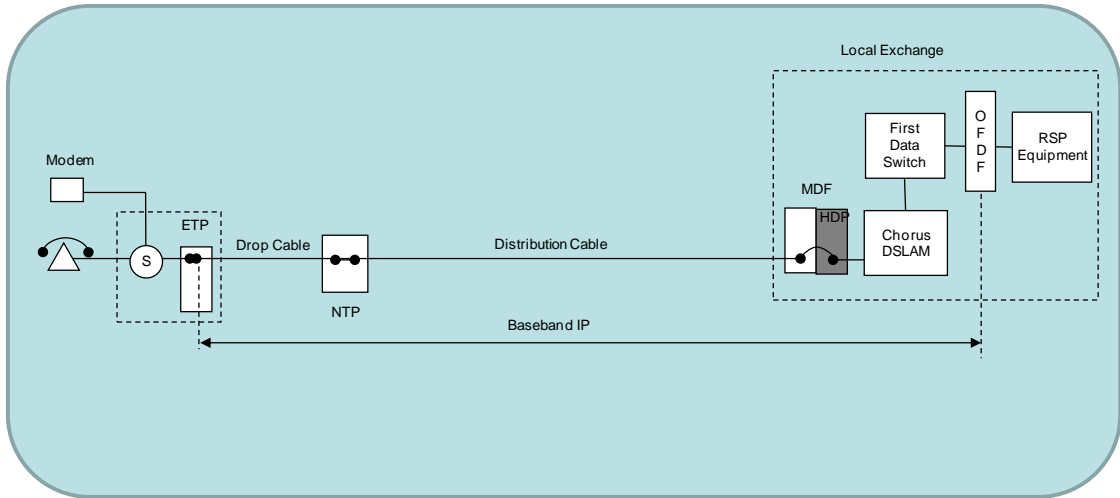 Local Exchange
O
F
D
F
First
Data
Switch
RSP
Equipment
Modem
MDF
HDP
ETP
Drop Cable
Distribution Cable
Chorus
DSLAM
S
NTP
Baseband IP